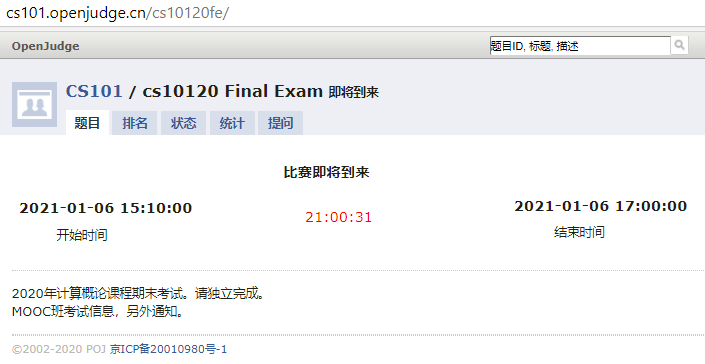 cs101.openjudge.cn/cs10120fe/
OpenJudge
题目ID, 标题, 描述
CS101 / cs10120 Final Exam 即将到来
题目 排名 状态 统计 提问
比赛即将到来
2021-01-06 15:10:00
开始时间
21:00:31
2021-01-06 17:00:00
结束时间
2020年计算概论课程期末考试。请独立完成。
MOOC班考试信息，另外通知。
©2002-2020 POJ 京ICP备20010980号-1